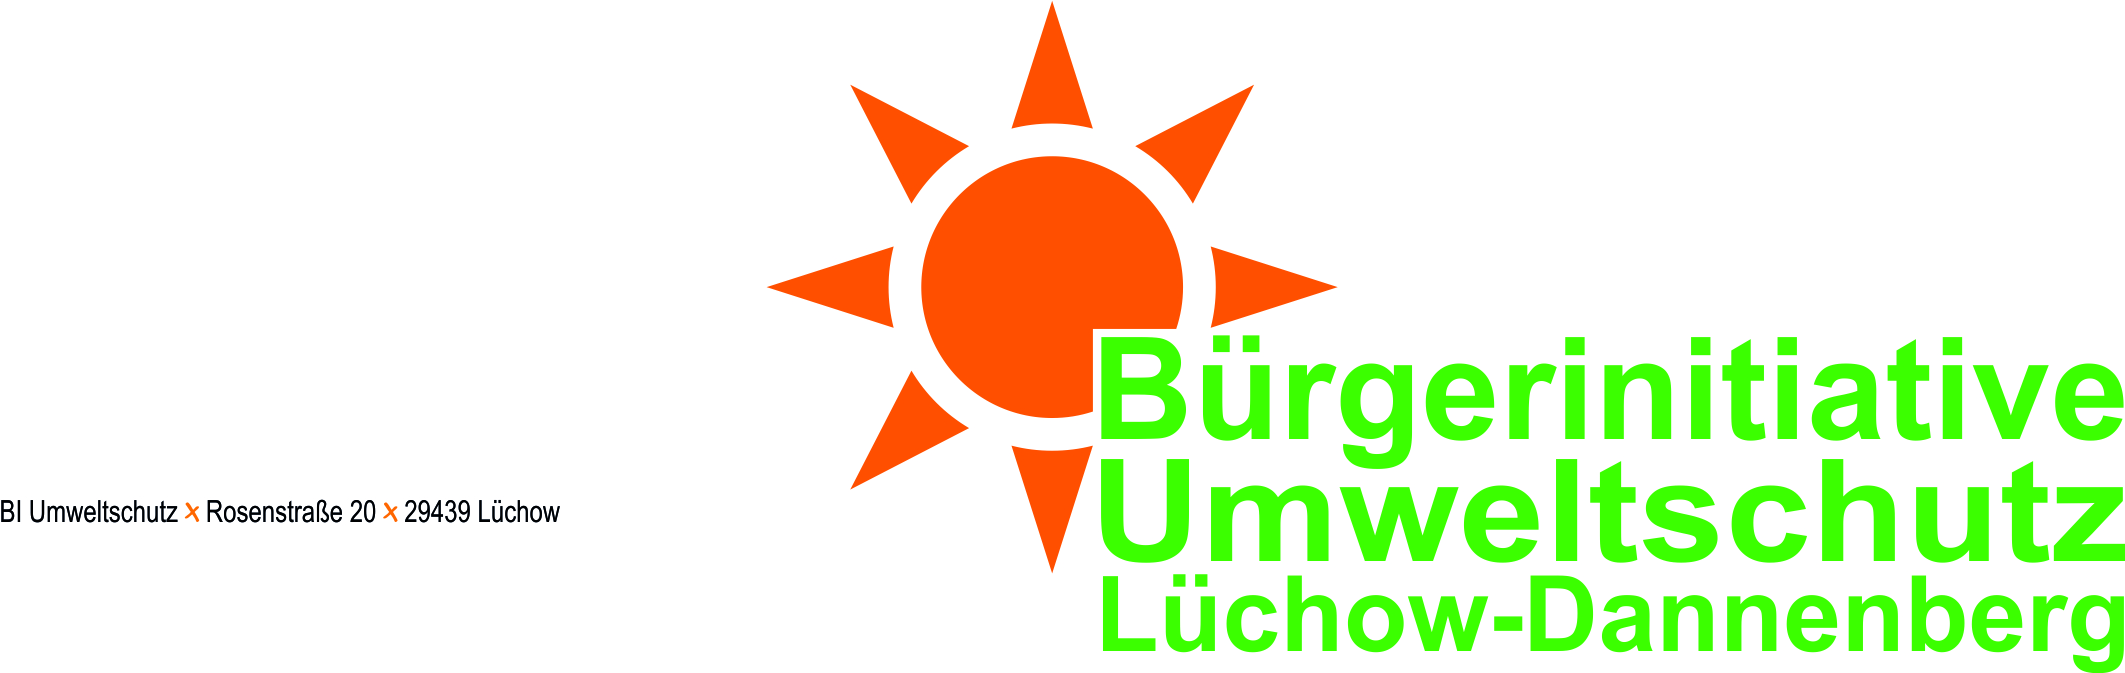 Bürgerinitiative
Umweltschutz
Lüchow-Dannenberg
BI Umweltschutz x Rosenstraße 20 x 29439 Lüchow